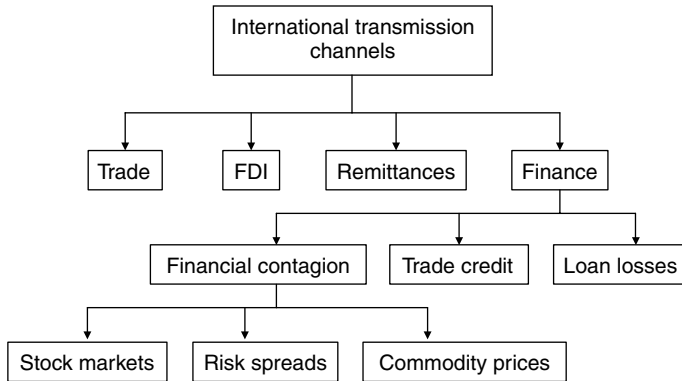 International transmission
channels
Trade
FDI
Remittances
Finance
Financial contagion
Trade credit
Loan losses
Stock markets
Risk spreads
Commodity prices